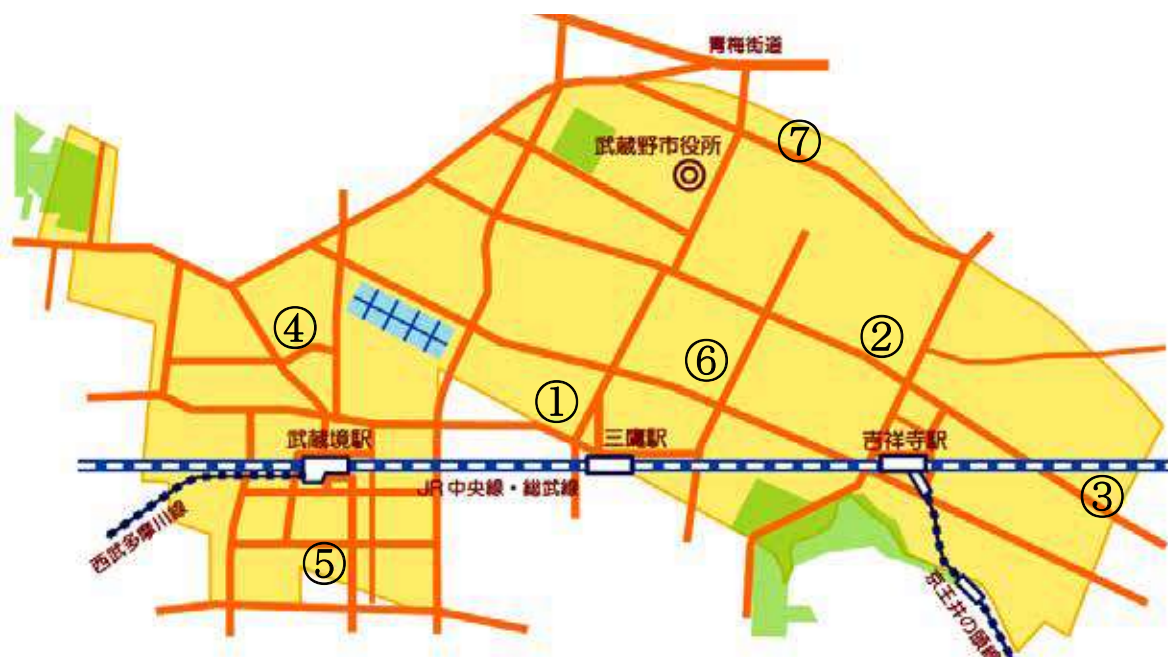 青梅街道
⑦
武蔵野市役所
④
②
⑥
①
武蔵境駅
三鷹駅
吉祥寺駅
JR中央線・総武線
③
西武多摩川線
⑤
京王井の頭線